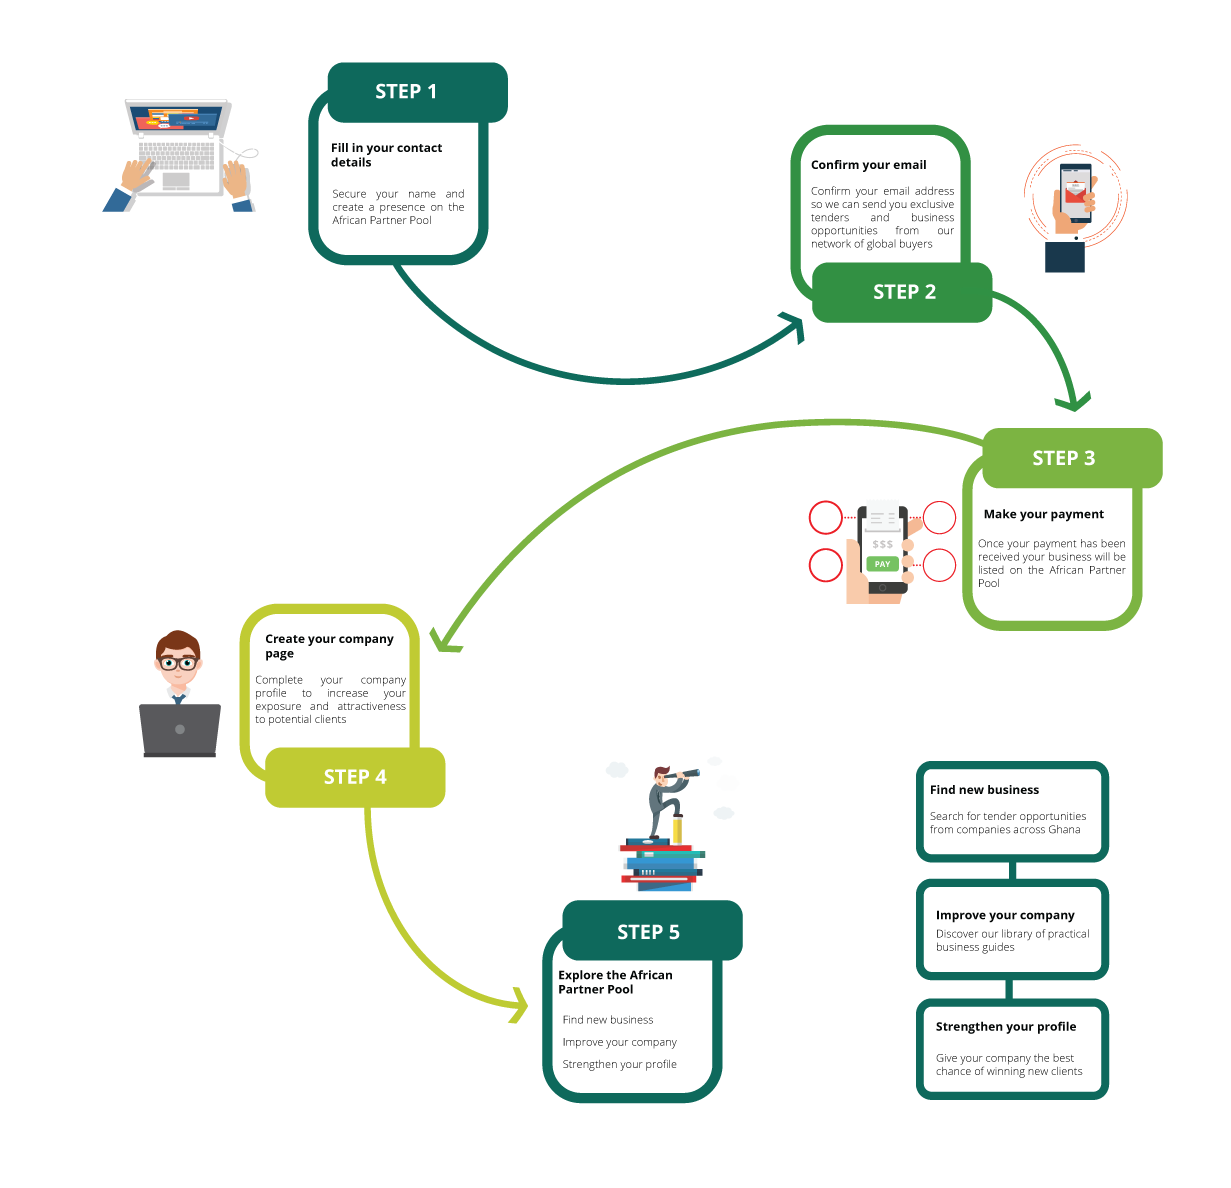 STEP 1
Fill in your contact
details
Secure your name and
create a presence on the
African Partner Pool
Confirm your email
Confirm your email address
so we can send you exclusive
tenders and business
opportunities from our
network of global buyers
STEP 2
STEP 3
Make your payment
Once your payment has been
received your business will be
listed on the African Partner
Pool
$$$
PAY
Create your company
page
Complete your company
profile to increase your
exposure and attractiveness
to potential clients
STEP 4
STEP 5
Explore the African
Partner Pool
Find new business
Improve your company
Strengthen your profile
Find new business
Search for tender opportunities
from companies across Ghana
Improve your company
Discover our library of practical
business guides
Strengthen your profile
Give your company the best
chance of winning new clients